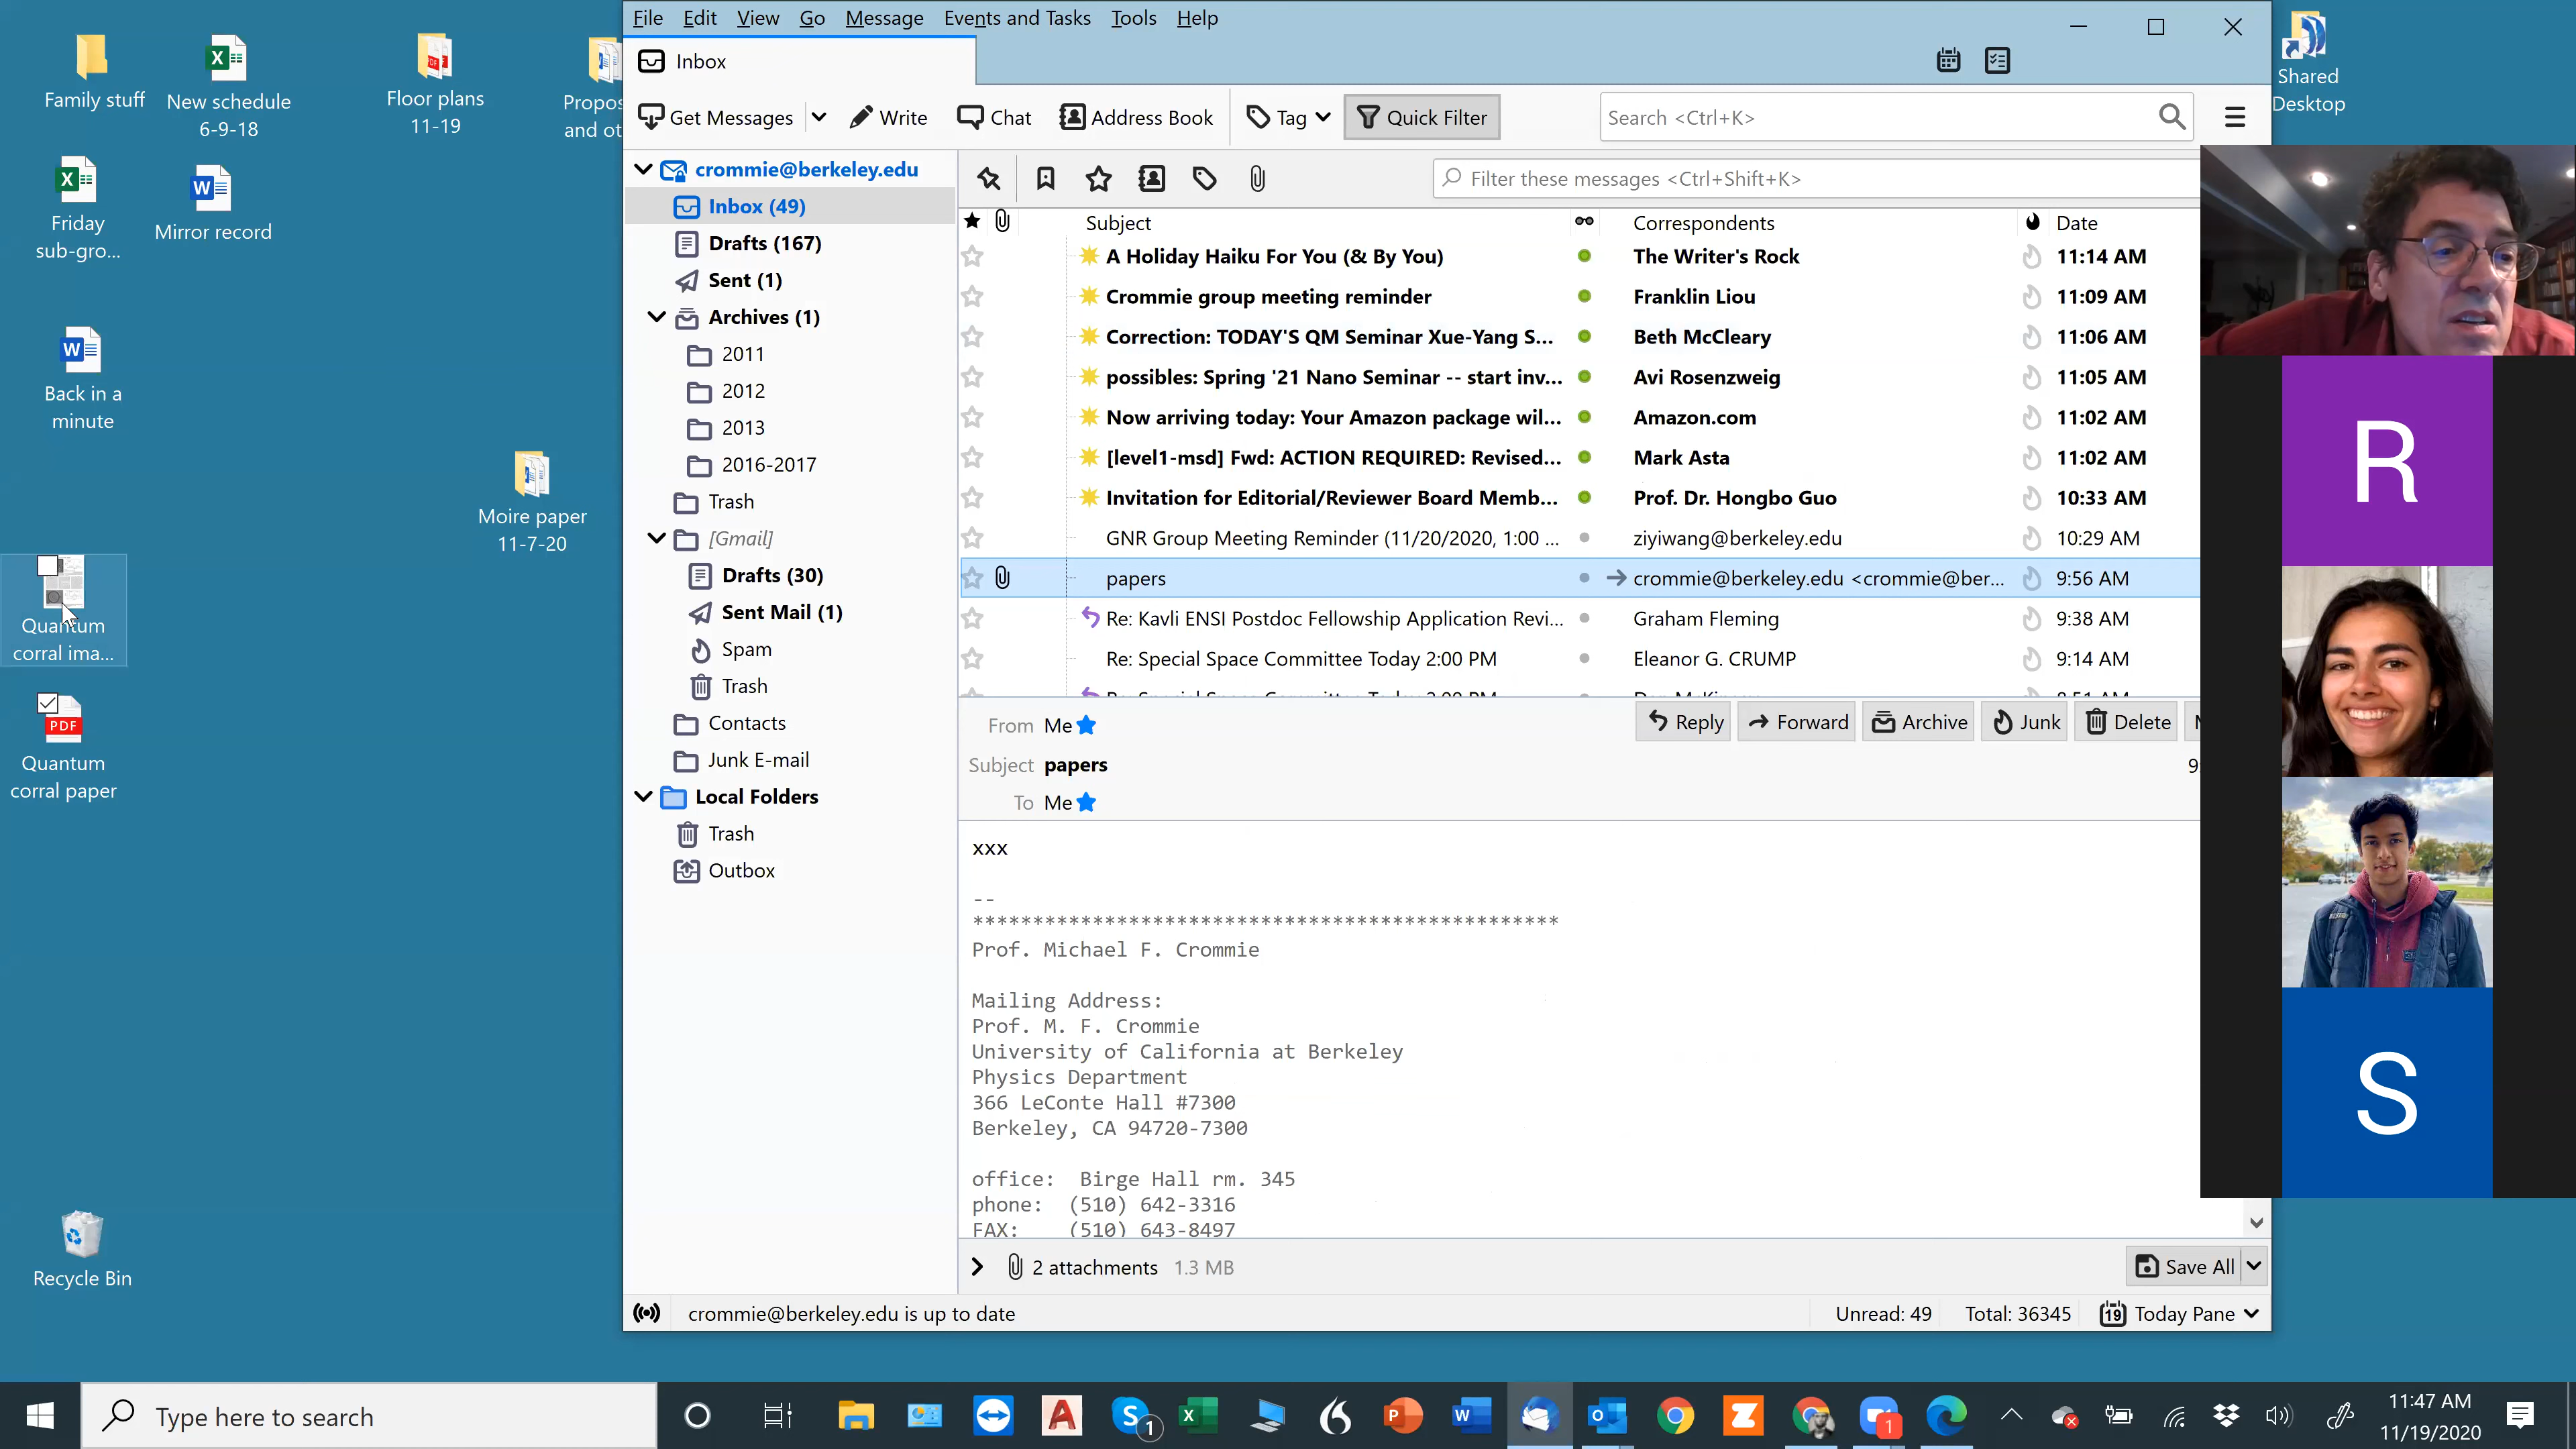 Family stuff
New schedule
6-9-18
Floor plans
11-19
Propos
and ot
Friday
sub-gro...
Mirror record
Back in a
minute
Moire paper
11-7-20
Quantum
corral ima...
PDF
Quantum
corral paper
Recycle Bin
Shared
Desktop
File Edit View Go Message Events and Tasks Tools Help
Inbox
Get Messages Write Chat Address Book Tag Quick Filter Search <Ctrl+K>
Filter these messages <Ctrl+Shift+K>
crommie@berkeley.edu
Inbox (49)
Drafts (167)
Sent (1)
Archives (1)
2011
2012
2013
2016-2017
Trash
[Gmail]
Drafts (30)
Sent Mail (1)
Spam
Trash
Contacts
Junk E-mail
Local Folders
Trash
Outbox
Subject Correspondents Date
A Holiday Haiku For You (& By You) The Writer's Rock 11:14 AM
Crommie group meeting reminder Franklin Liou 11:09 AM
Correction: TODAY'S QM Seminar Xue-Yang S... Beth McCleary 11:06 AM
possibles: Spring '21 Nano Seminar -- start inv... Avi Rosenzweig 11:05 AM
Now arriving today: Your Amazon package wil... Amazon.com 11:02 AM
[level1-msd] Fwd: ACTION REQUIRED: Revised... Mark Asta 11:02 AM
Invitation for Editorial/Reviewer Board Memb... Prof. Dr. Hongbo Guo 10:33 AM
GNR Group Meeting Reminder (11/20/2020, 1:00 ... ziyiwang@berkeley.edu 10:29 AM
papers crommie@berkeley.edu <crommie@ber... 9:56 AM
Re: Kavli ENSI Postdoc Fellowship Application Revi... Graham Fleming 9:38 AM
Re: Special Space Committee Today 2:00 PM Eleanor G. CRUMP 9:14 AM
From Me Reply Forward Archive Junk Delete
Subject papers
To Me
xxx
--
*************************************************
Prof. Michael F. Crommie
Mailing Address:
Prof. M. F. Crommie
University of California at Berkeley
Physics Department
366 LeConte Hall #7300
Berkeley, CA 94720-7300
office: Birge Hall rm. 345
phone: (510) 642-3316
FAX: (510) 643-8497
2 attachments 1.3 MB Save All
crommie@berkeley.edu is up to date Unread: 49 Total: 36345 19 Today Pane
R
S
Type here to search
11:47 AM
11/19/2020